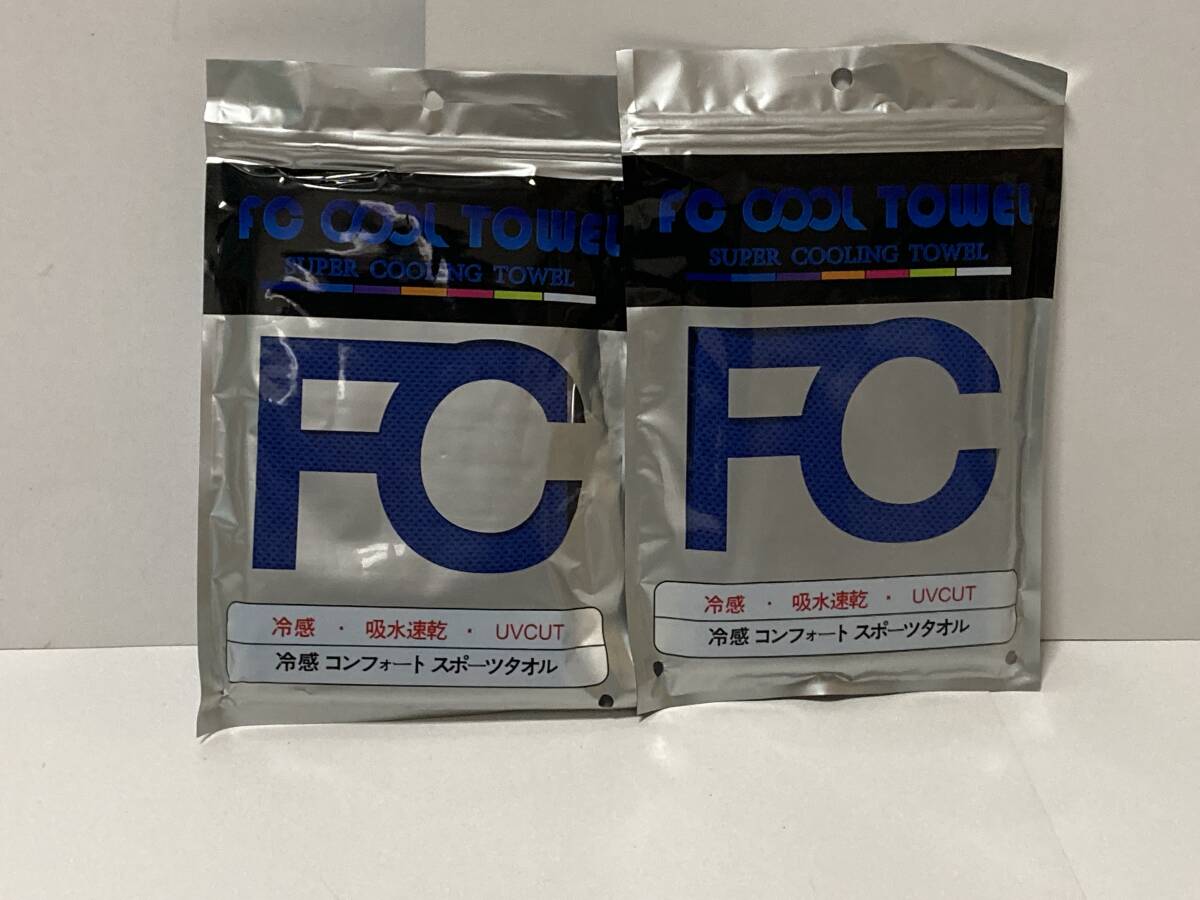 FC COOL TOWEL
SUPER COOLING TOWEL
FC
冷感 ・ 吸水速乾 ・ UVCUT
冷感 コンフォート スポーツタオル
FC COOL TOWEL
SUPER COOLING TOWEL
FC
冷感 ・ 吸水速乾 ・ UVCUT
冷感 コンフォート スポーツタオル